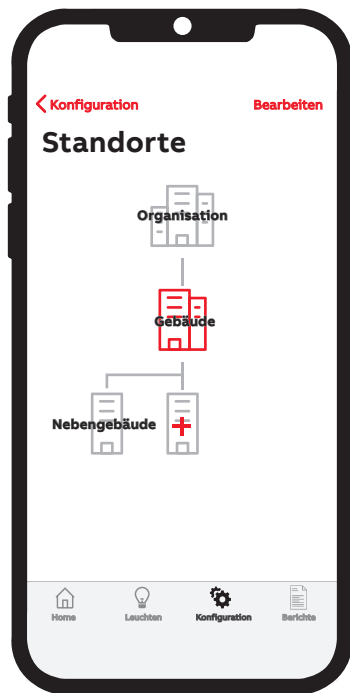 Konfiguration Bearbeiten
Standorte
Organisation
Gebäude
Nebengebäude
Home Leuchten Konfiguration Berichte